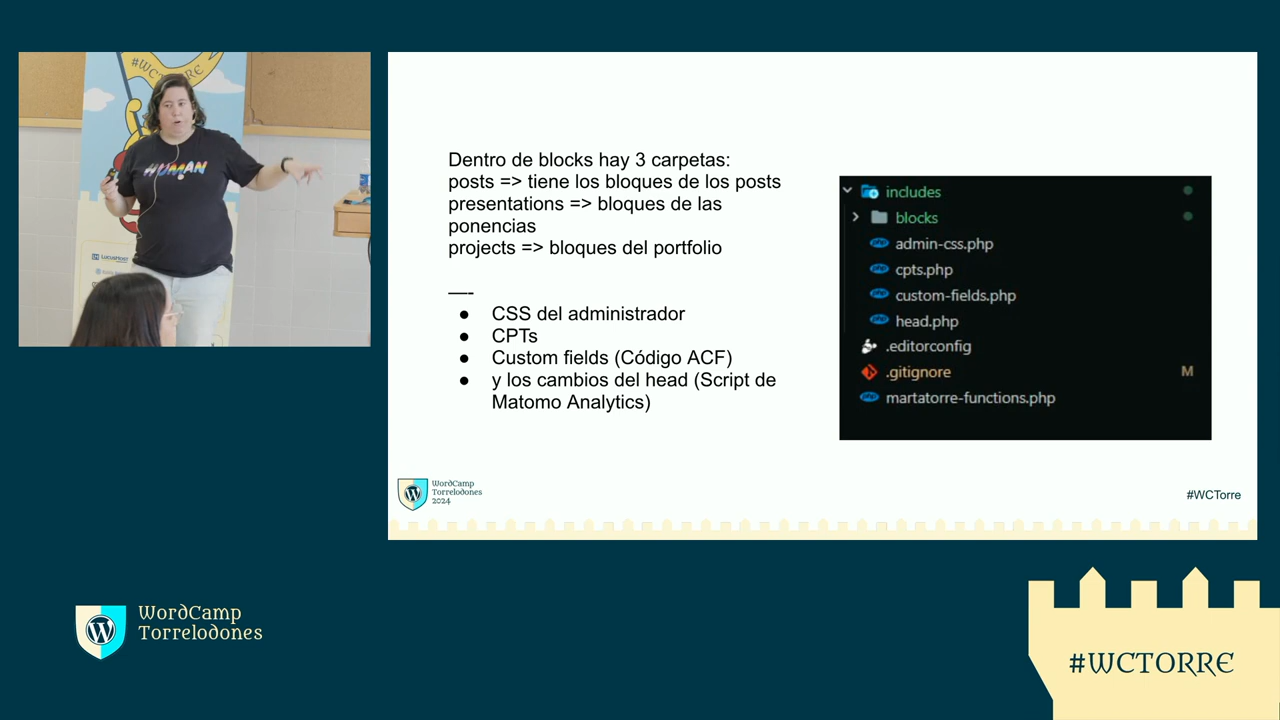 #WCTORRE
HUMAN
LucusHost
Dentro de blocks hay 3 carpetas:
posts => tiene los bloques de los posts
presentations => bloques de las
ponencias
projects => bloques del portfolio
—-
● CSS del administrador
● CPTs
● Custom fields (Código ACF)
● y los cambios del head (Script de
Matomo Analytics)
includes
blocks
admin-css.php
cpts.php
custom-fields.php
head.php
.editorconfig
.gitignore M
martatorre-functions.php
WordCamp
Torrelodones
2024
#WCTorre
WordCamp
Torrelodones
#WCTORRE